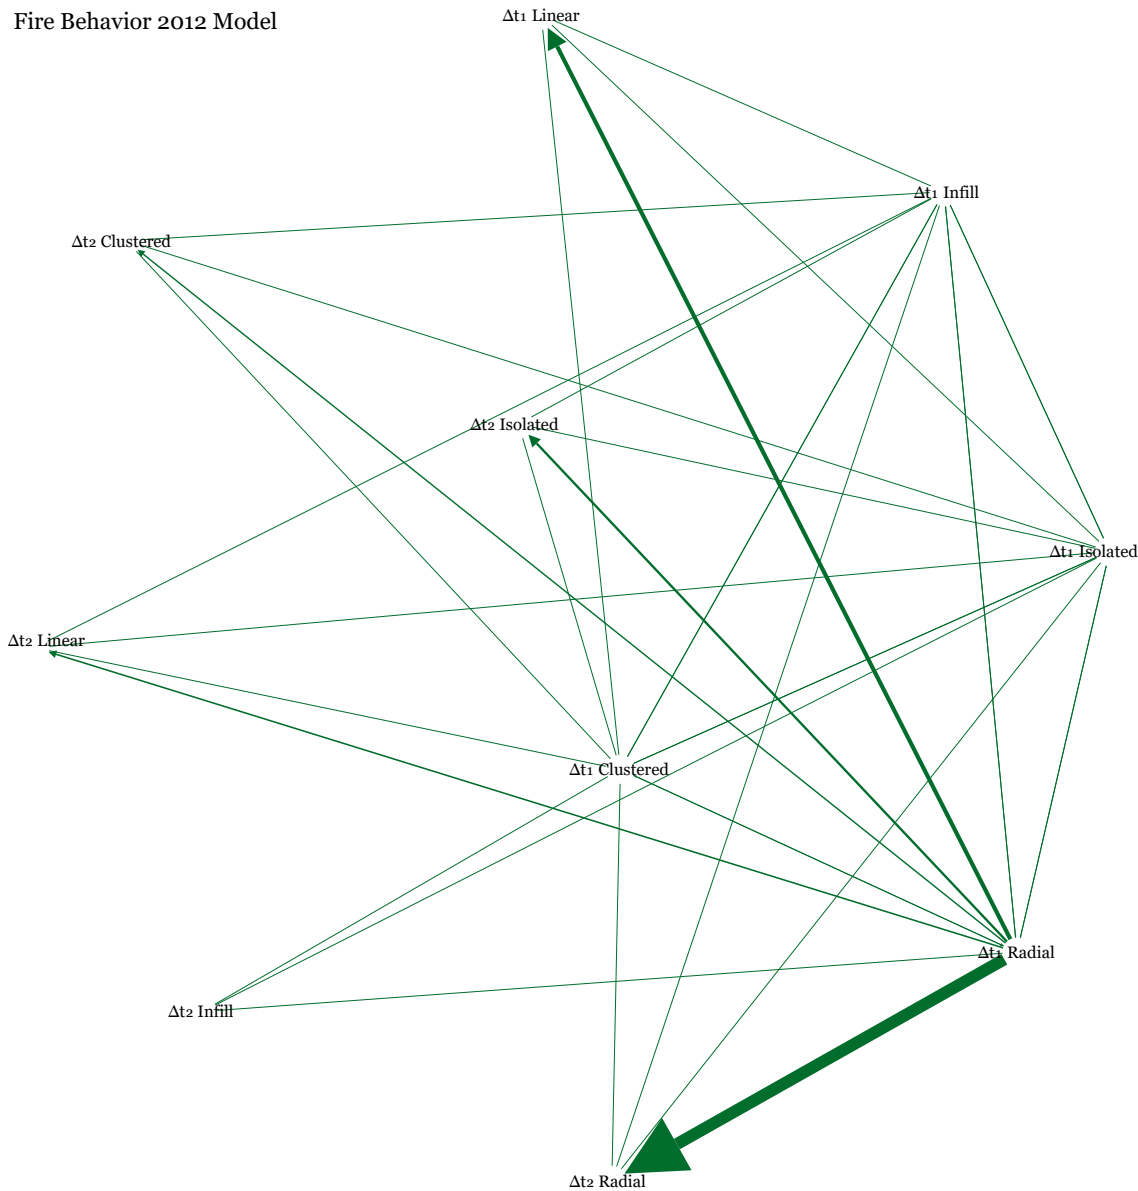 Fire Behavior 2012 Model
Δt1 Linear
Δt1 Infill
Δt2 Clustered
Δt2 Isolated
Δt1 Isolated
Δt2 Linear
Δt1 Clustered
Δt1 Radial
Δt2 Infill
Δt2 Radial